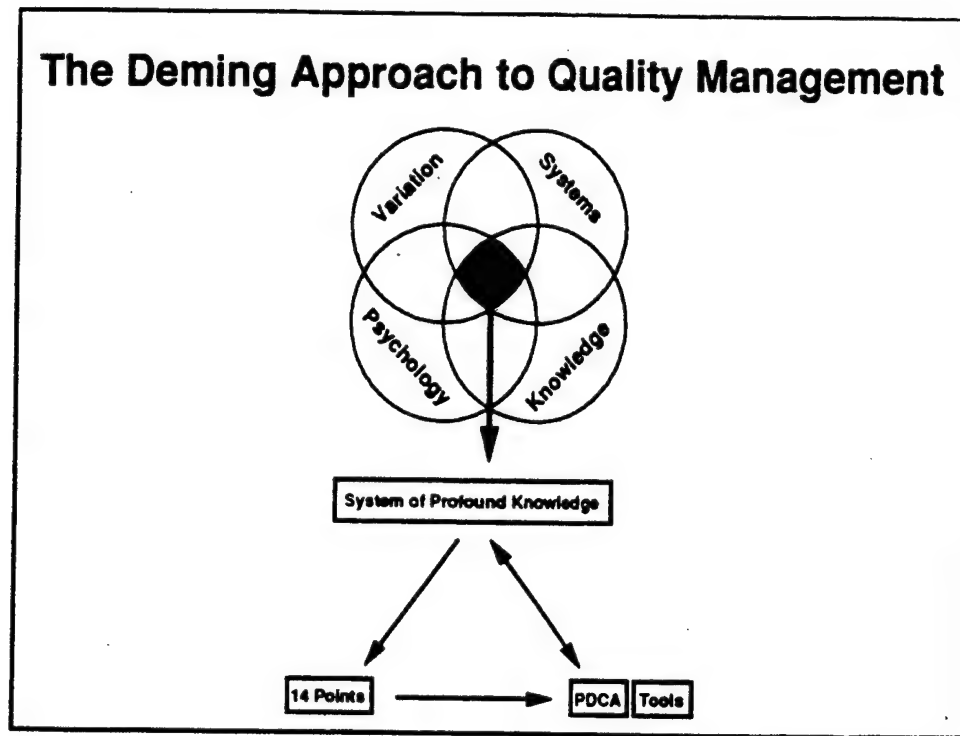 The Deming Approach to Quality Management
Variation
Systems
Psychology
Knowledge
System of Profound Knowledge
14 Points
PDCA
Tools